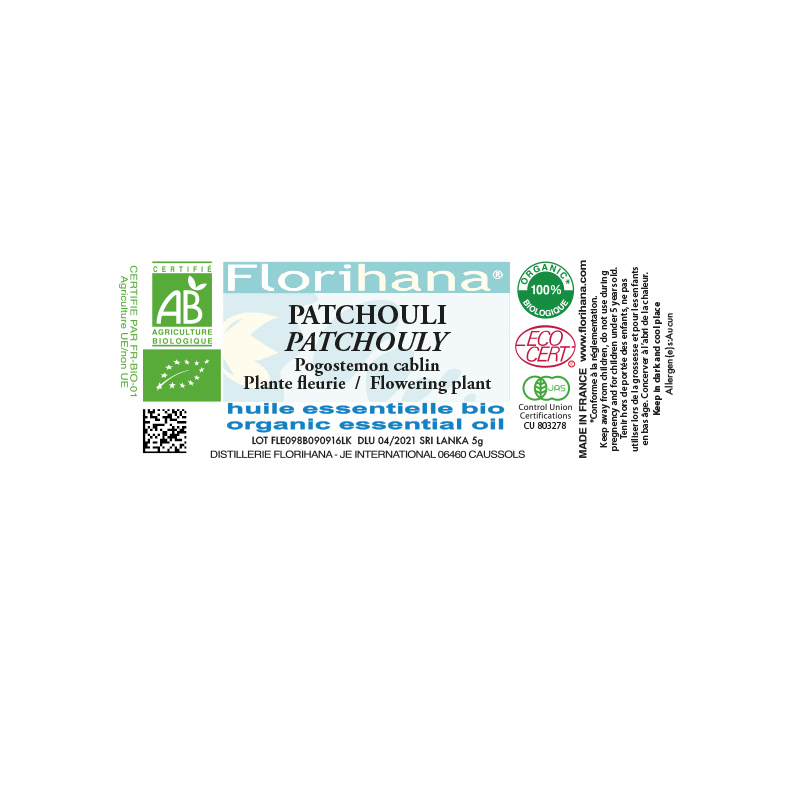 CERTIFIE PAR FR-BIO-01
Agriculture UE/non UE
CERTIFIÉ
AB
AGRICULTURE
BIOLOGIQUE
Florihana®
PATCHOULI
PATCHOULY
Pogostemon cablin
Plante fleurie / Flowering plant
huile essentielle bio
organic essential oil
LOT FLE098B090916LK DLU 04/2021 SRI LANKA 5g
DISTILLERIE FLORIHANA - JE INTERNATIONAL 06460 CAUSSOLS
ORGANIC*
100%
BIOLOGIQUE
ECO
CERT®
JAS
Control Union
Certifications
CU 803278
MADE IN FRANCE www.florihana.com
*Conforme à la réglementation.
Keep away from children, do not use during
pregnency and for children under 5 years old.
Tenir hors de portée des enfants, ne pas
utiliser lors de la grossesse et pour les enfants
en bas âge. Concerver à l'abri de la chaleur.
Keep in dark and cool place
Allergen(e)s:Aucun